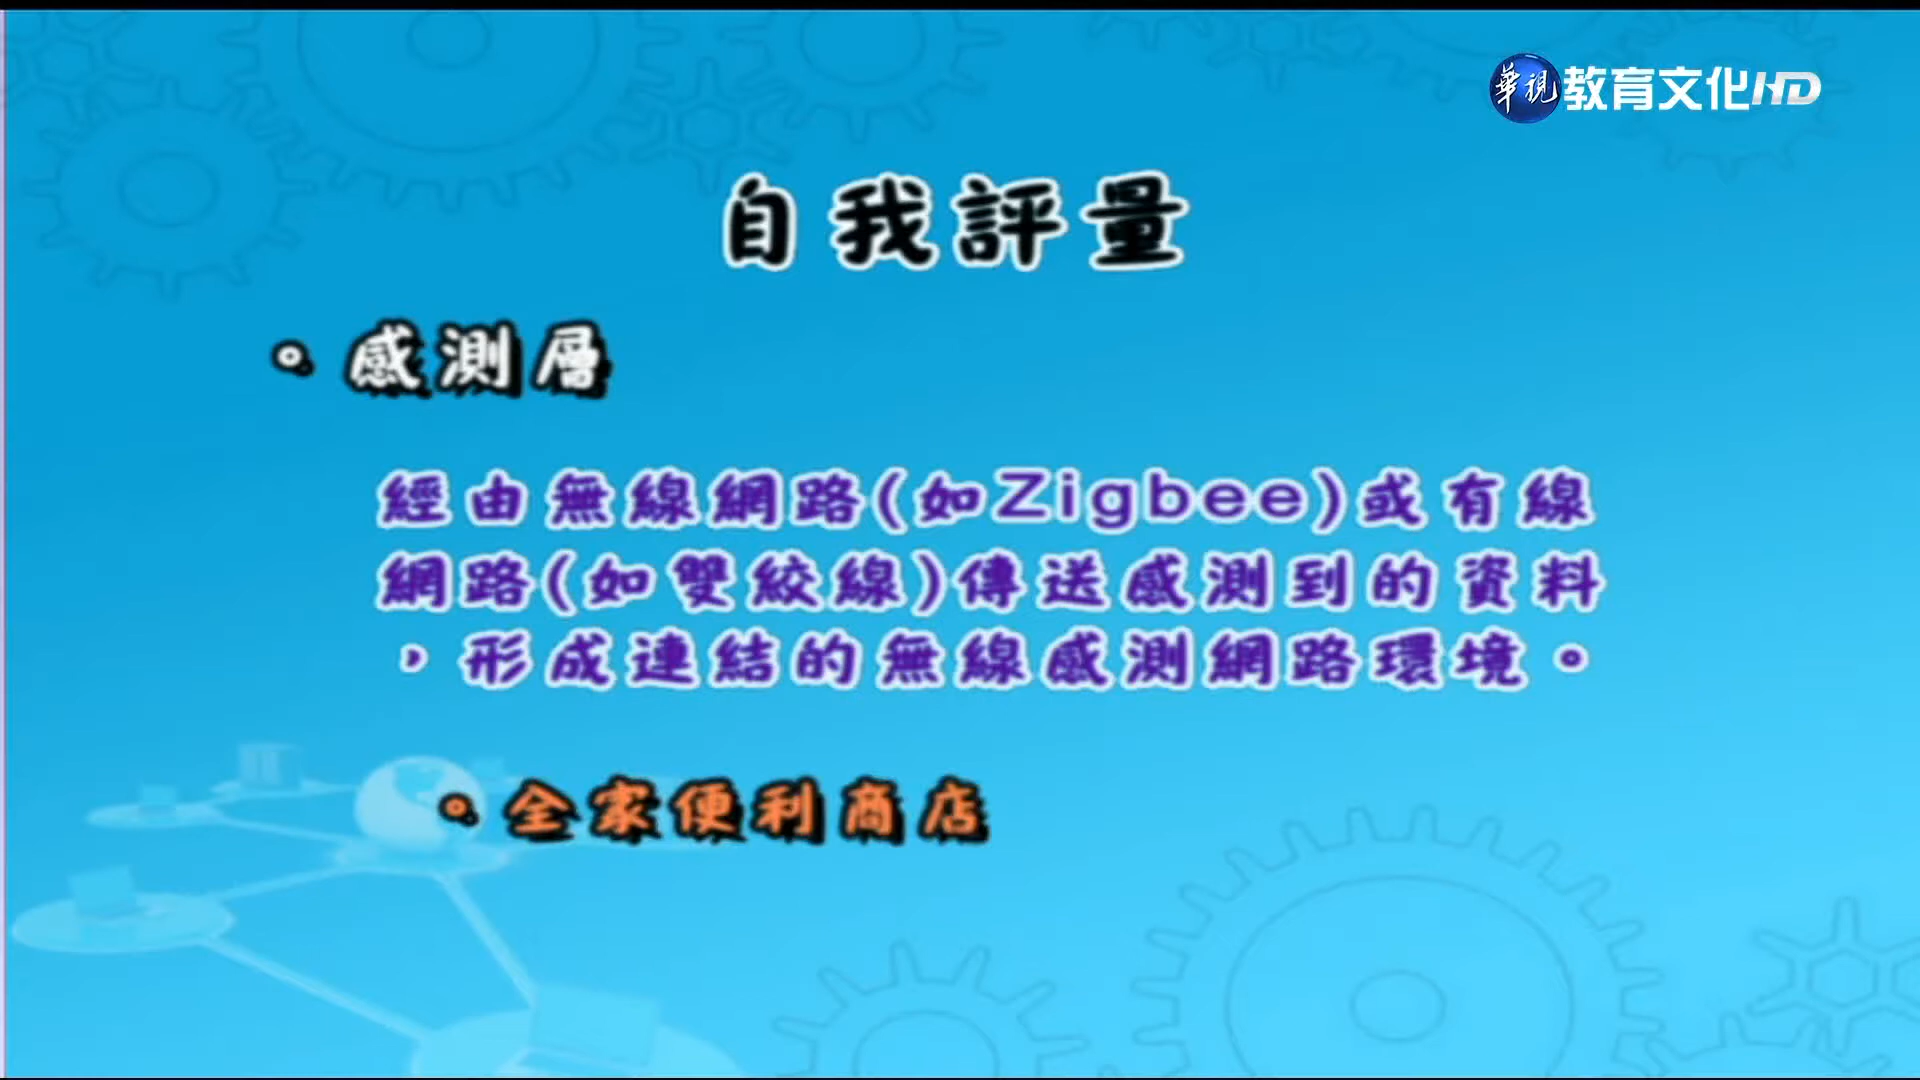 華視 教育文化HD
自我評量
。感測層
經由無線網路(如Zigbee)或有線
網路(如雙絞線)傳送感測到的資料
，形成連結的無線感測網路環境。
。全家便利商店